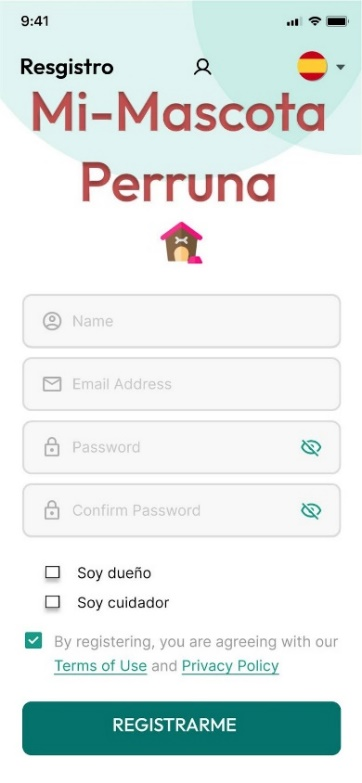 9:41
Resgistro
Mi-Mascota
Perruna
Name
Email Address
Password
Confirm Password
Soy dueño
Soy cuidador
By registering, you are agreeing with our
Terms of Use and Privacy Policy
REGISTRARME